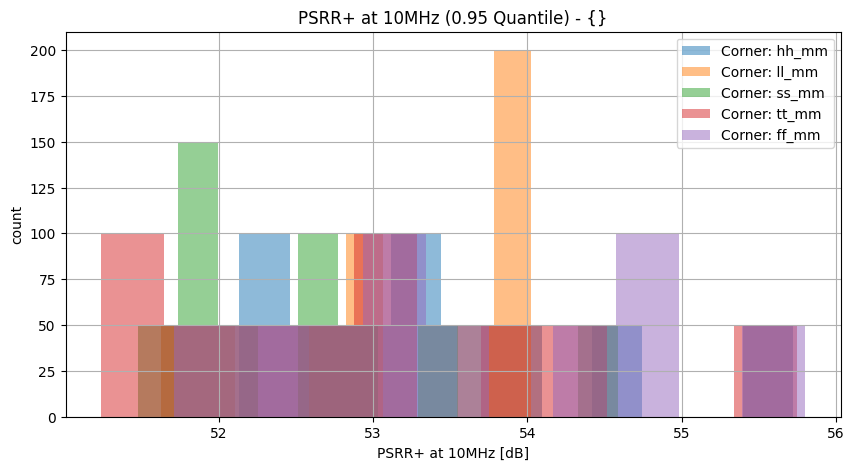 PSRR+ at 10MHz (0.95 Quantile) - {}
200
175
150
125
100
75
50
25
0
count
Corner: hh_mm
Corner: ll_mm
Corner: ss_mm
Corner: tt_mm
Corner: ff_mm
52 53 54 55 56
PSRR+ at 10MHz [dB]